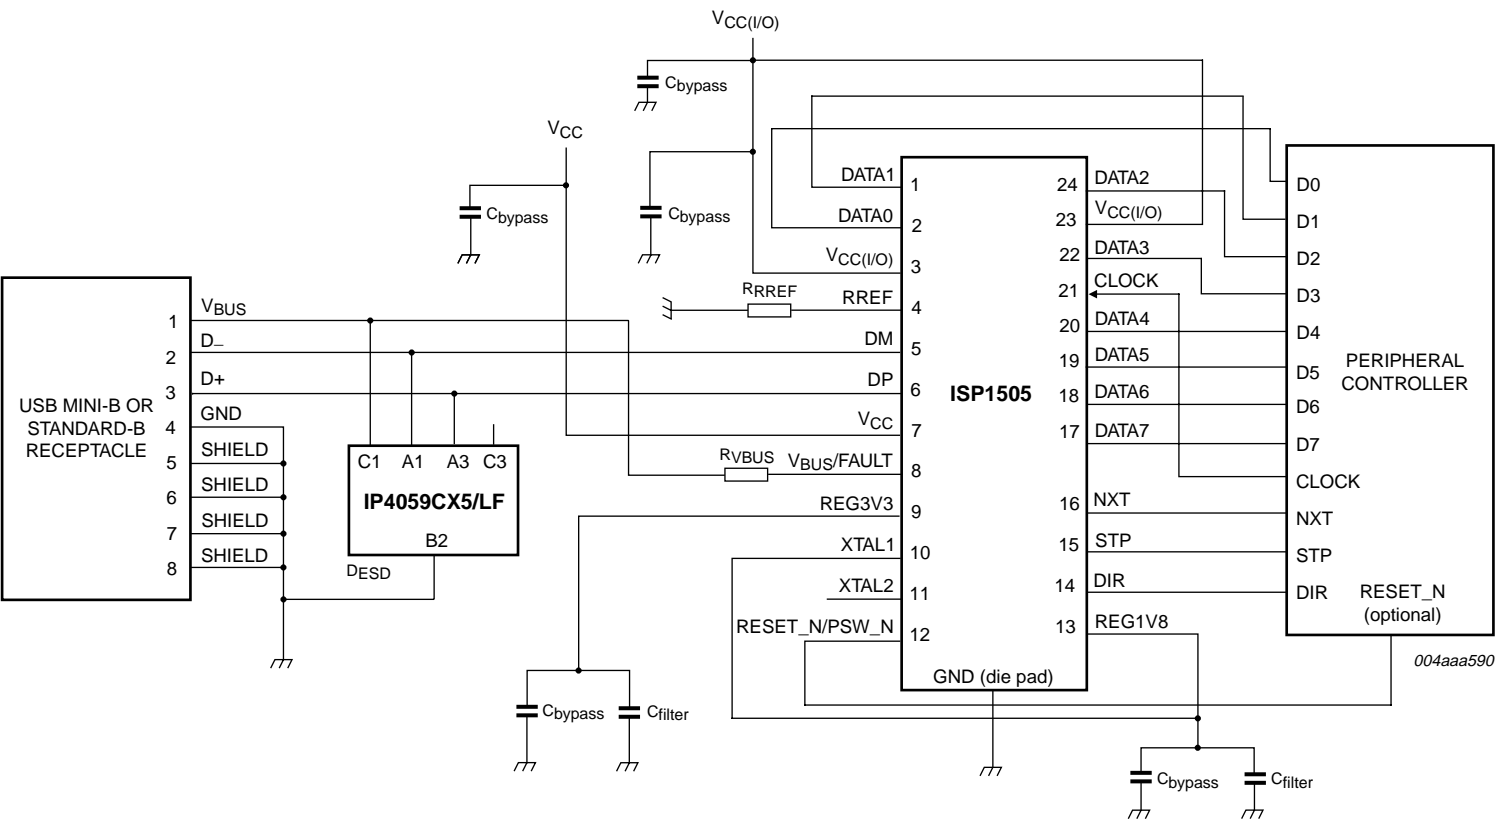 VCC(I/O)
Cbypass
VCC
Cbypass
Cbypass
USB MINI-B OR
STANDARD-B
RECEPTACLE
1 VBUS
2 D–
3 D+
4 GND
5 SHIELD
6 SHIELD
7 SHIELD
8 SHIELD
C1 A1 A3 C3
IP4059CX5/LF
B2
DESD
RRREF
RVBUS
Cbypass Cfilter
DATA1 1
DATA0 2
VCC(I/O) 3
RREF 4
DM 5
DP 6
VCC 7
VBUS/FAULT 8
REG3V3 9
XTAL1 10
XTAL2 11
RESET_N/PSW_N 12
ISP1505
GND (die pad)
24 DATA2
23 VCC(I/O)
22 DATA3
21 CLOCK
20 DATA4
19 DATA5
18 DATA6
17 DATA7
16 NXT
15 STP
14 DIR
13 REG1V8
Cbypass Cfilter
D0
D1
D2
D3
D4
D5
D6
D7
CLOCK
NXT
STP
DIR
PERIPHERAL
CONTROLLER
RESET_N
(optional)
004aaa590